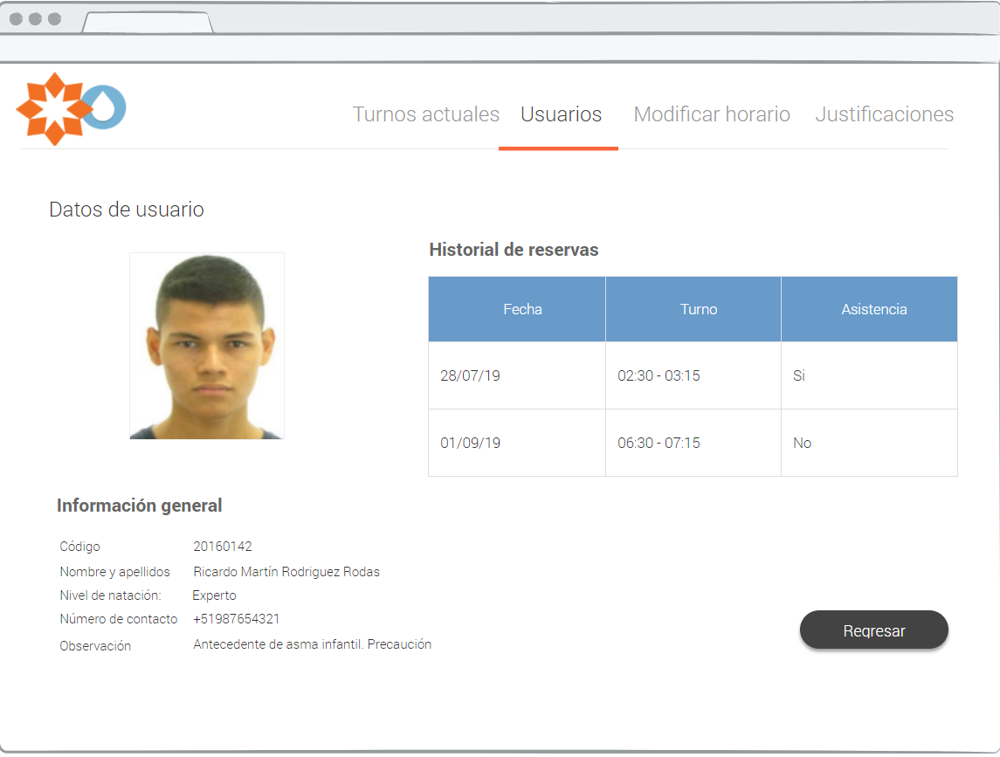 Turnos actuales Usuarios Modificar horario Justificaciones
Datos de usuario
Historial de reservas
Fecha Turno Asistencia
28/07/19 02:30 - 03:15 Si
01/09/19 06:30 - 07:15 No
Información general
Código 20160142
Nombre y apellidos Ricardo Martín Rodriguez Rodas
Nivel de natación: Experto
Número de contacto +51987654321
Observación Antecedente de asma infantil. Precaución
Regresar